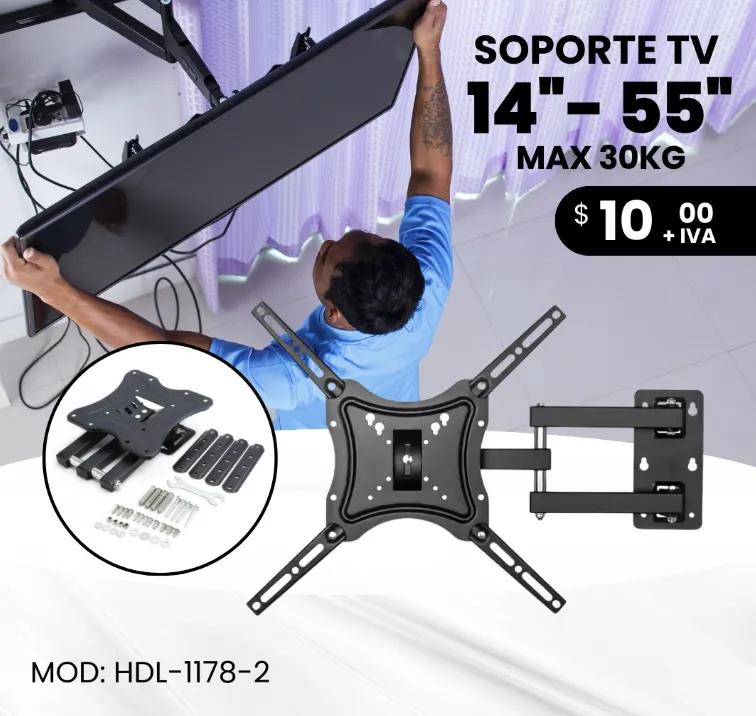 SOPORTE TV
14"- 55"
MAX 30KG
$ 10 00
+ IVA
MOD: HDL-1178-2